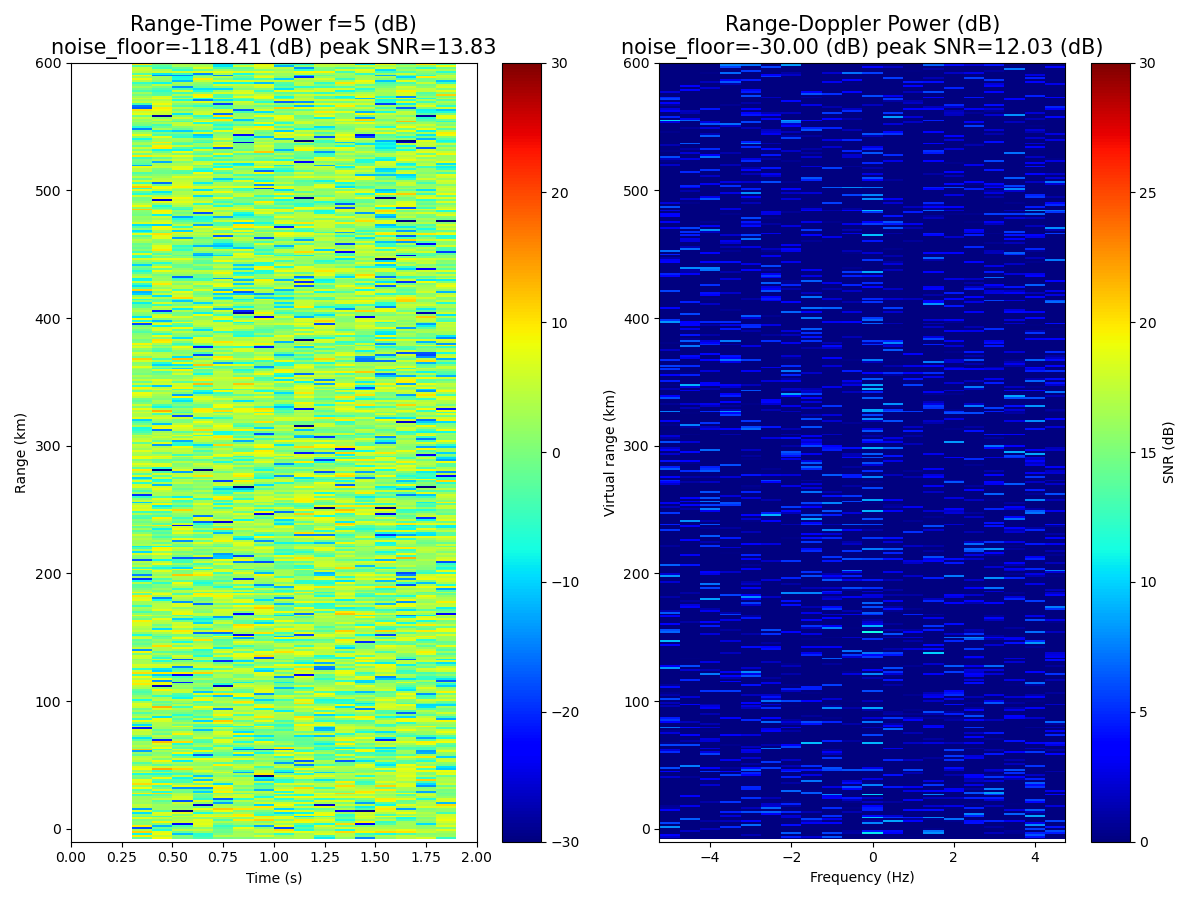 Range-Time Power f=5 (dB)
noise_floor=-118.41 (dB) peak SNR=13.83
Range (km)
600
500
400
300
200
100
0
0.00 0.25 0.50 0.75 1.00 1.25 1.50 1.75 2.00
Time (s)
30
20
10
0
−10
−20
−30
Range-Doppler Power (dB)
noise_floor=-30.00 (dB) peak SNR=12.03 (dB)
Virtual range (km)
600
500
400
300
200
100
0
−4 −2 0 2 4
Frequency (Hz)
30
25
20
15
10
5
0
SNR (dB)